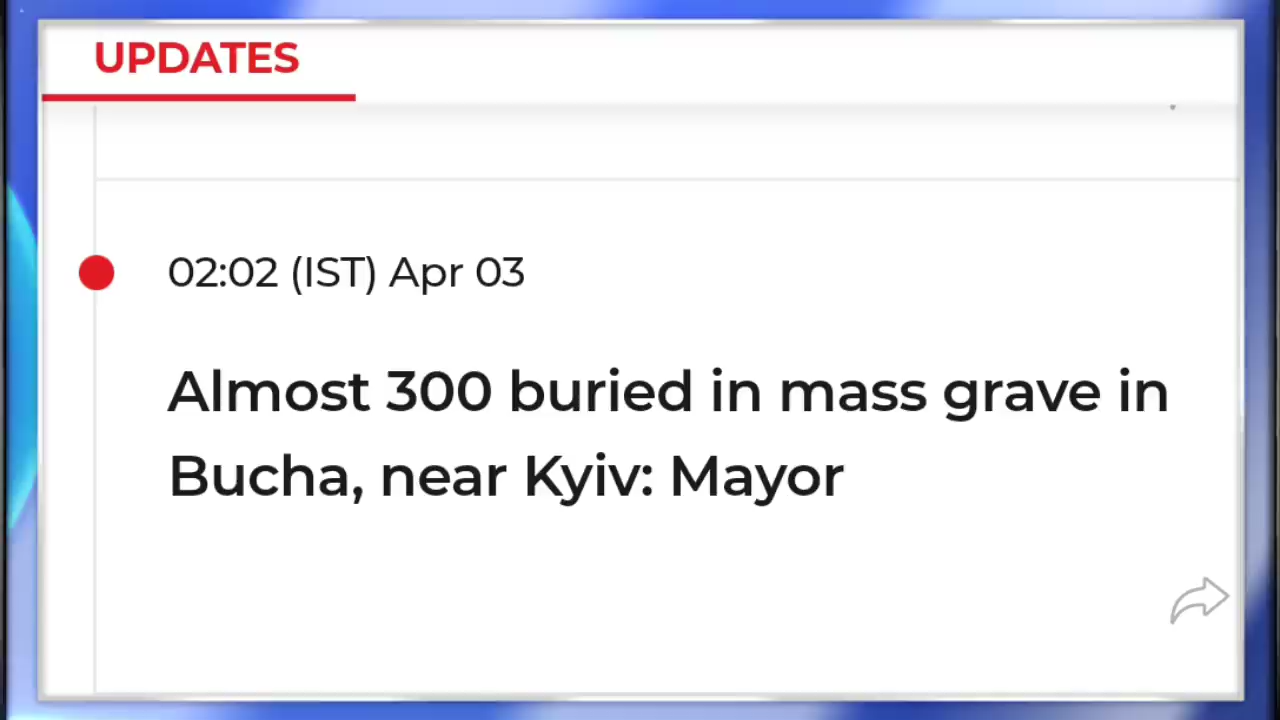 UPDATES
02:02 (IST) Apr 03
Almost 300 buried in mass grave in
Bucha, near Kyiv: Mayor